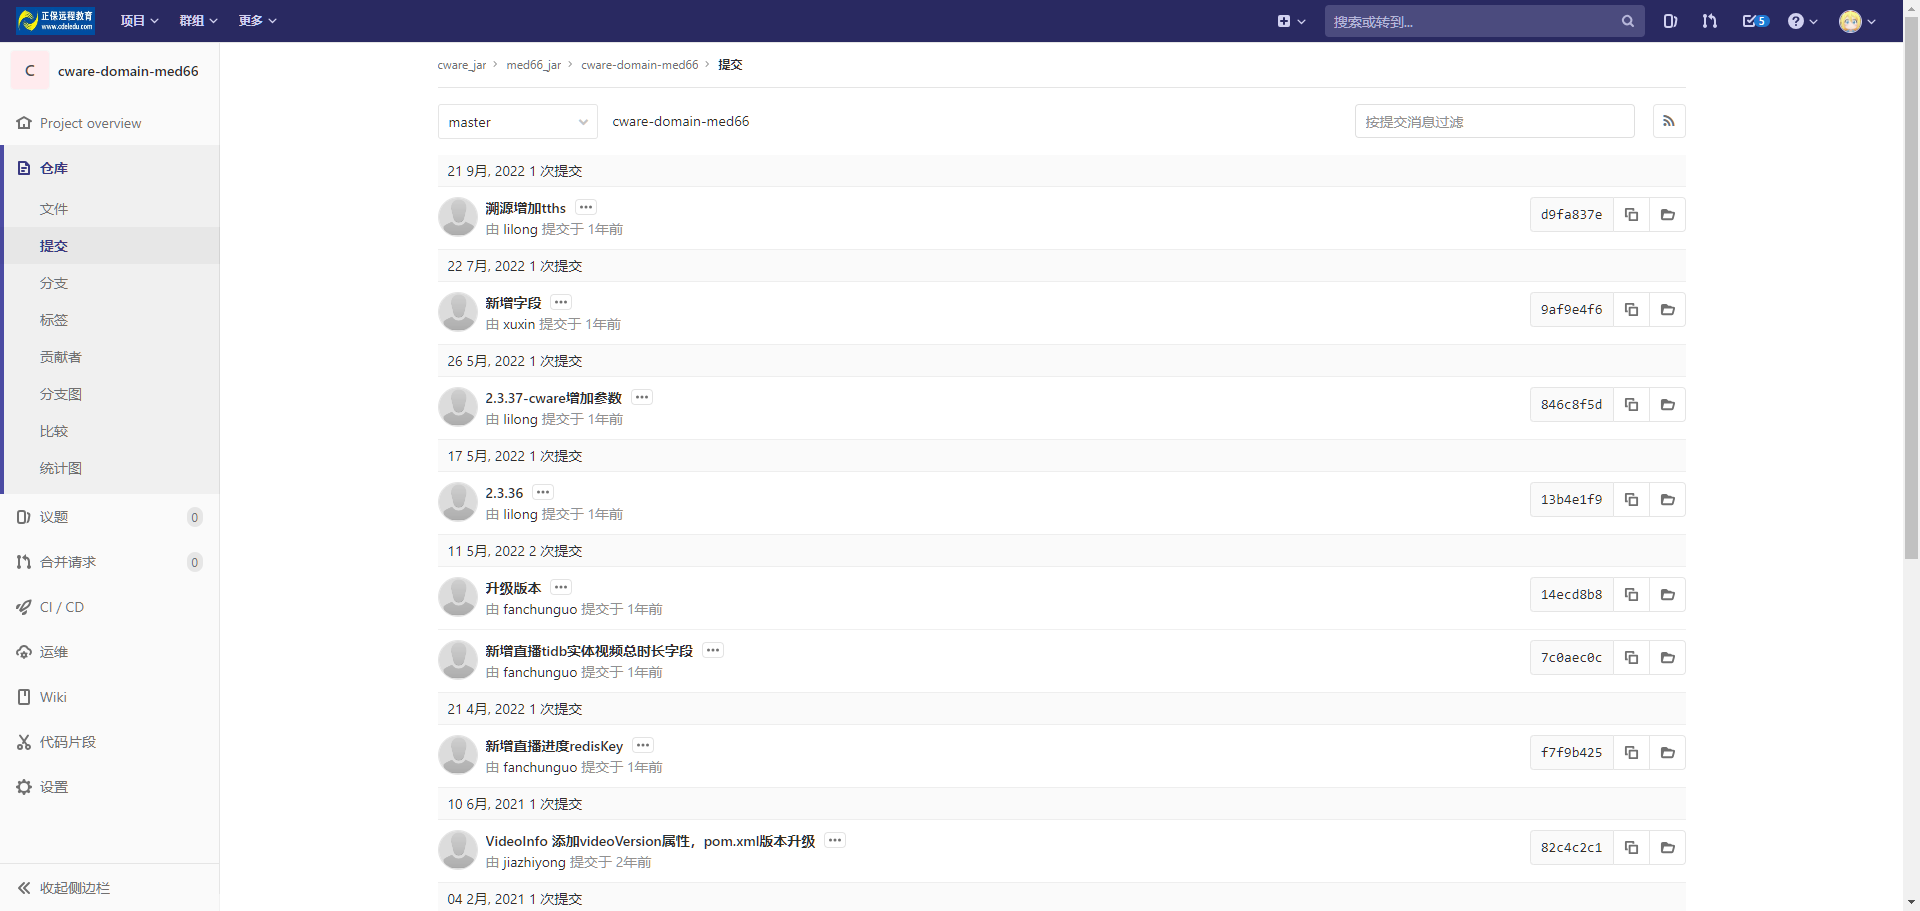 正保远程教育
www.cdeledu.com
项目
群组
更多
搜索或转到...
5
C
cware-domain-med66
Project overview
仓库
文件
提交
分支
标签
贡献者
分支图
比较
统计图
议题
0
合并请求
0
CI / CD
运维
Wiki
代码片段
设置
收起侧边栏
cware_jar
med66_jar
cware-domain-med66
提交
master
cware-domain-med66
按提交消息过滤
21 9月, 2022 1 次提交
溯源增加tths
由 lilong 提交于 1年前
d9fa837e
22 7月, 2022 1 次提交
新增字段
由 xuxin 提交于 1年前
9af9e4f6
26 5月, 2022 1 次提交
2.3.37-cware增加参数
由 lilong 提交于 1年前
846c8f5d
17 5月, 2022 1 次提交
2.3.36
由 lilong 提交于 1年前
13b4e1f9
11 5月, 2022 2 次提交
升级版本
由 fanchunguo 提交于 1年前
14ecd8b8
新增直播tidb实体视频总时长字段
由 fanchunguo 提交于 1年前
7c0aec0c
21 4月, 2022 1 次提交
新增直播进度redisKey
由 fanchunguo 提交于 1年前
f7f9b425
10 6月, 2021 1 次提交
VideoInfo 添加videoVersion属性，pom.xml版本升级
由 jiazhiyong 提交于 2年前
82c4c2c1
04 2月, 2021 1 次提交